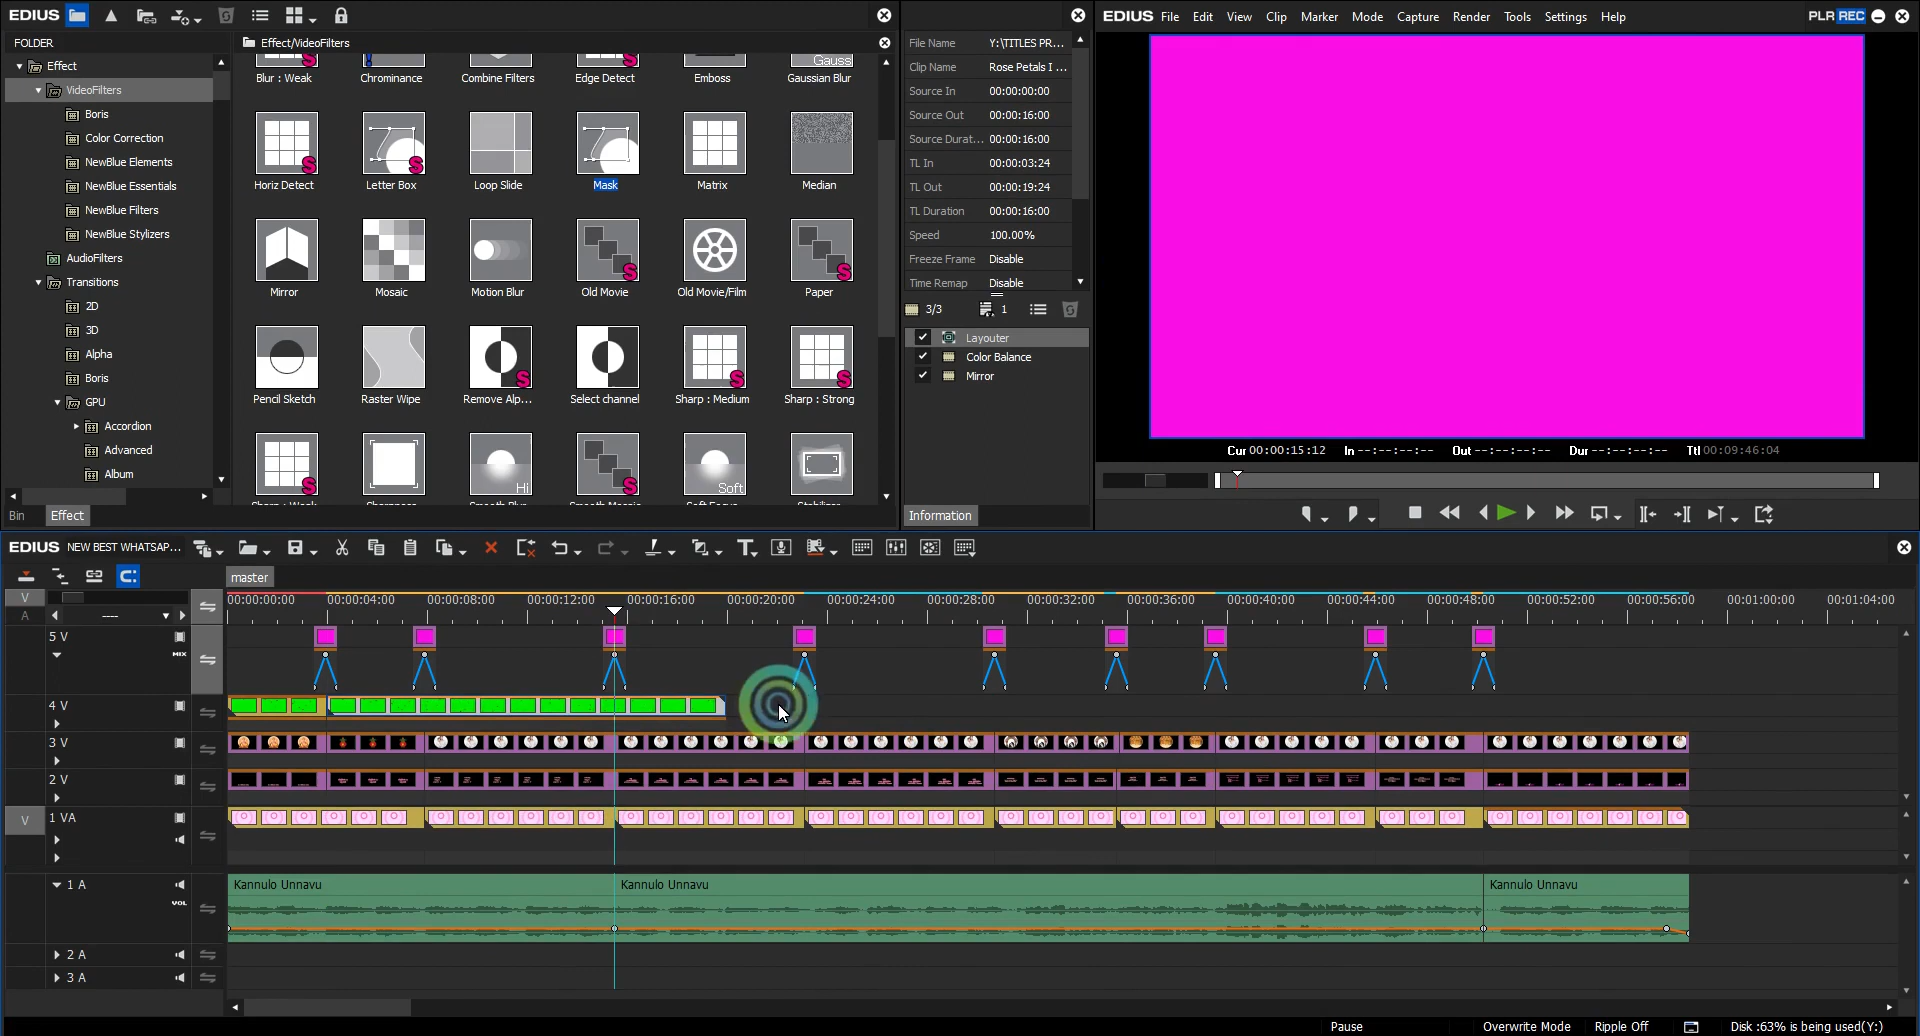 EDIUS
FOLDER
Effect
VideoFilters
Boris
Color Correction
NewBlue Elements
NewBlue Essentials
NewBlue Filters
NewBlue Stylizers
AudioFilters
Transitions
2D
3D
Alpha
Boris
GPU
Accordion
Advanced
Album
Bin Effect
Effect/VideoFilters
Gauss
Blur : Weak Chrominance Combine Filters Edge Detect Emboss Gaussian Blur
Horiz Detect Letter Box Loop Slide Mask Matrix Median
Mirror Mosaic Motion Blur Old Movie Old Movie/Film Paper
Pencil Sketch Raster Wipe Remove Alp... Select channel Sharp : Medium Sharp : Strong
Hi Soft
File Name Y:\TITLES PR...
Clip Name Rose Petals I ...
Source In 00:00:00:00
Source Out 00:00:16:00
Source Durat... 00:00:16:00
TL In 00:00:03:24
TL Out 00:00:19:24
TL Duration 00:00:16:00
Speed 100.00%
Freeze Frame Disable
Time Remap Disable
3/3 1
Layouter
Color Balance
Mirror
Information
EDIUS File Edit View Clip Marker Mode Capture Render Tools Settings Help PLR REC
Cur 00:00:15:12 In --:--:--:-- Out --:--:--:-- Dur --:--:--:-- Ttl 00:09:46:04
EDIUS NEW BEST WHATSAP...
master
V
A ----
00:00:00:00 00:00:04:00 00:00:08:00 00:00:12:00 00:00:16:00 00:00:20:00 00:00:24:00 00:00:28:00 00:00:32:00 00:00:36:00 00:00:40:00 00:00:44:00 00:00:48:00 00:00:52:00 00:00:56:00 00:01:00:00 00:01:04:00
5 V
MIX
4 V
3 V
2 V
V 1 VA
1 A Kannulo Unnavu Kannulo Unnavu Kannulo Unnavu
VOL
2 A
3 A
Pause Overwrite Mode Ripple Off Disk :63% is being used(Y:)